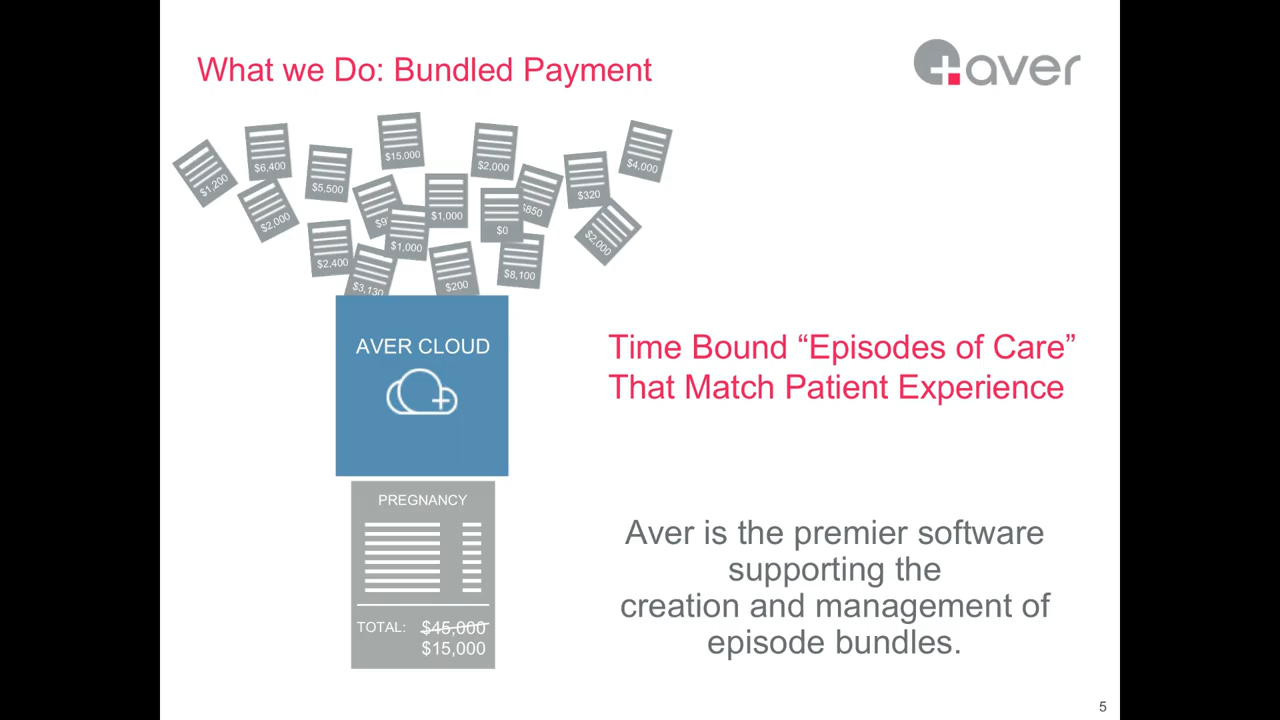 What we Do: Bundled Payment
aver
$1,200
$6,400
$5,500
$15,000
$2,000
$4,000
$2,000
$1,000
$850
$320
$0
$1,000
$2,000
$2,400
$3,130
$200
$8,100
AVER CLOUD
Time Bound “Episodes of Care”
That Match Patient Experience
PREGNANCY
Aver is the premier software
supporting the
creation and management of
episode bundles.
TOTAL: $45,000
$15,000
5